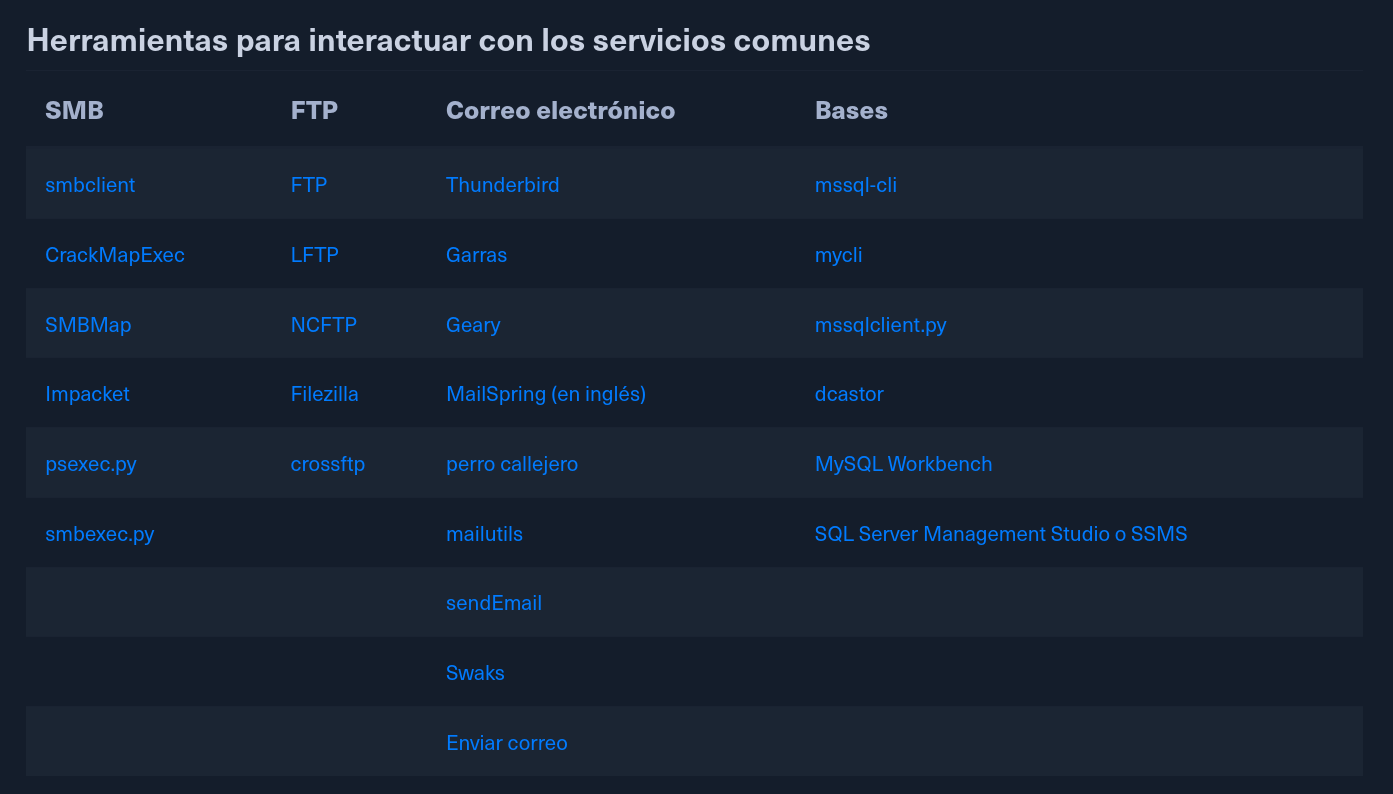 Herramientas para interactuar con los servicios comunes
SMB FTP Correo electrónico Bases
smbclient FTP Thunderbird mssql-cli
CrackMapExec LFTP Garras mycli
SMBMap NCFTP Geary mssqlclient.py
Impacket Filezilla MailSpring (en inglés) dcastor
psexec.py crossftp perro callejero MySQL Workbench
smbexec.py mailutils SQL Server Management Studio o SSMS
sendEmail
Swaks
Enviar correo